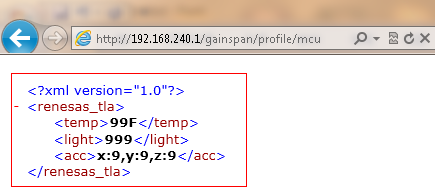 http://192.168.240.1/gainspan/profile/mcu
<?xml version="1.0"?>
- <renesas_tla>
<temp>99F</temp>
<light>999</light>
<acc>x:9,y:9,z:9</acc>
</renesas_tla>